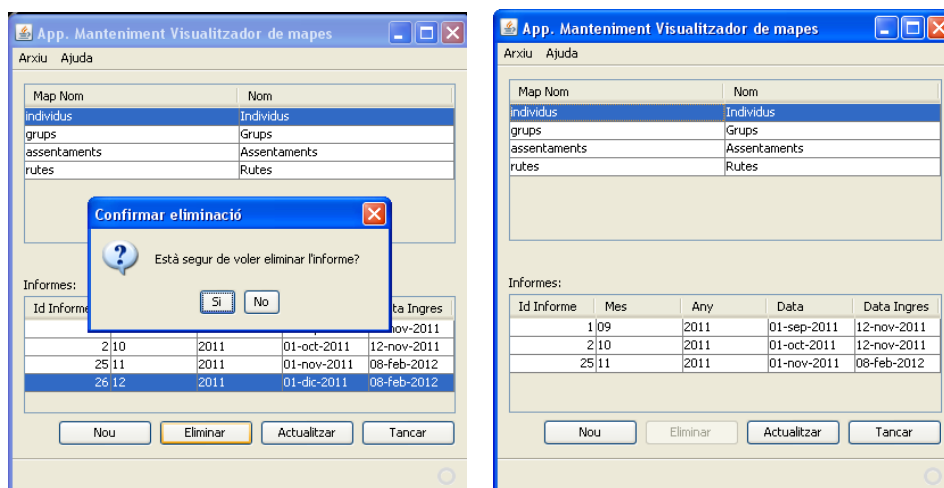 App. Manteniment Visualitzador de mapes
Arxiu Ajuda
Map Nom Nom
individus Individus
grups Grups
assentaments Assentaments
rutes Rutes
Confirmar eliminació
Està segur de voler eliminar l'informe?
Si No
Informes:
Id Informe ta Ingres
nov-2011
2 10 2011 01-oct-2011 12-nov-2011
25 11 2011 01-nov-2011 08-feb-2012
26 12 2011 01-dic-2011 08-feb-2012
Nou Eliminar Actualitzar Tancar
App. Manteniment Visualitzador de mapes
Arxiu Ajuda
Map Nom Nom
individus Individus
grups Grups
assentaments Assentaments
rutes Rutes
Informes:
Id Informe Mes Any Data Data Ingres
1 09 2011 01-sep-2011 12-nov-2011
2 10 2011 01-oct-2011 12-nov-2011
25 11 2011 01-nov-2011 08-feb-2012
Nou Eliminar Actualitzar Tancar